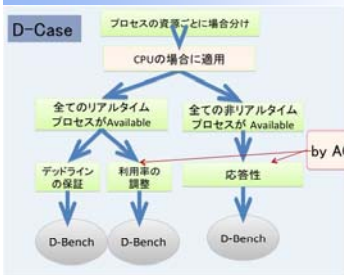 D-Case
プロセスの資源ごとに場合分け
CPUの場合に適用
全てのリアルタイム
プロセスがAvailable
全ての非リアルタイム
プロセスが Available
デッドライン
の保証
利用率の
調整
応答性
by A
D-Bench
D-Bench
D-Bench